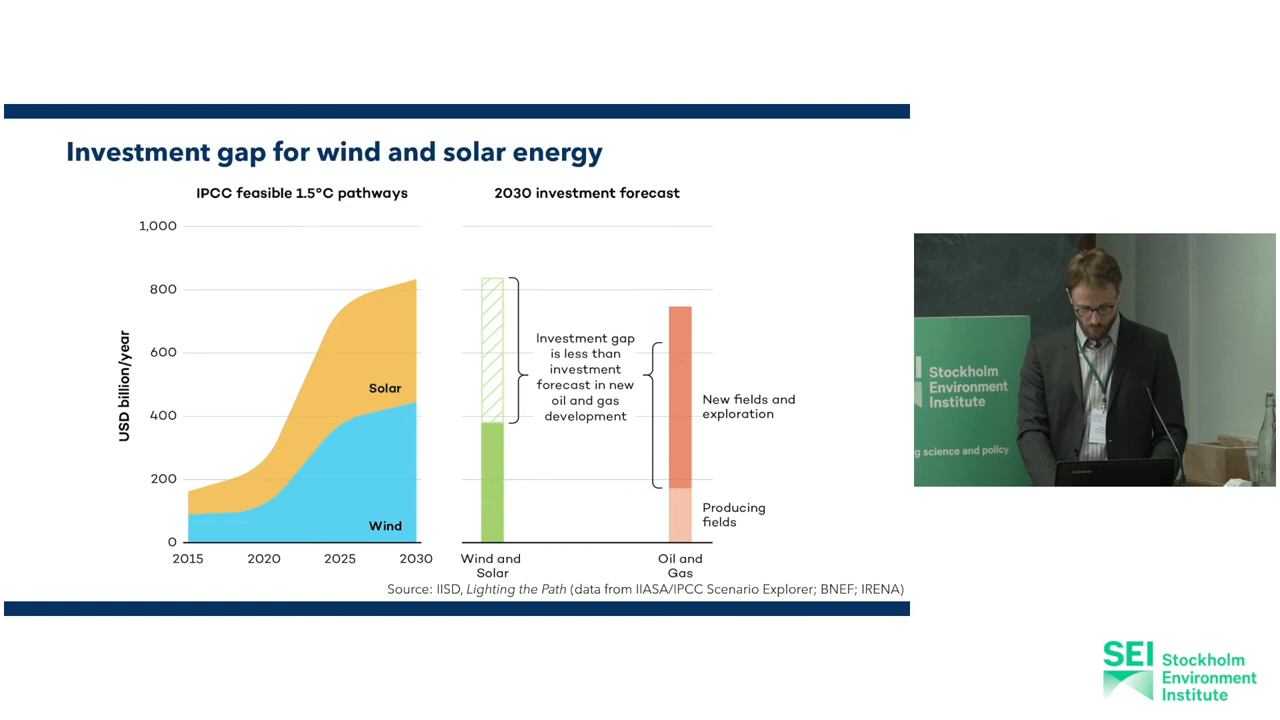 Investment gap for wind and solar energy
IPCC feasible 1.5°C pathways
USD billion/year
1,000
800
600
400
200
0
Solar
Wind
2015
2020
2025
2030
2030 investment forecast
Investment gap
is less than
investment
forecast in new
oil and gas
development
New fields and
exploration
Producing
fields
Wind and
Solar
Oil and
Gas
Source: IISD, Lighting the Path (data from IIASA/IPCC Scenario Explorer; BNEF; IRENA)
Stockholm
Environment
Institute
g science and policy
Lenovo
SEI
Stockholm
Environment
Institute